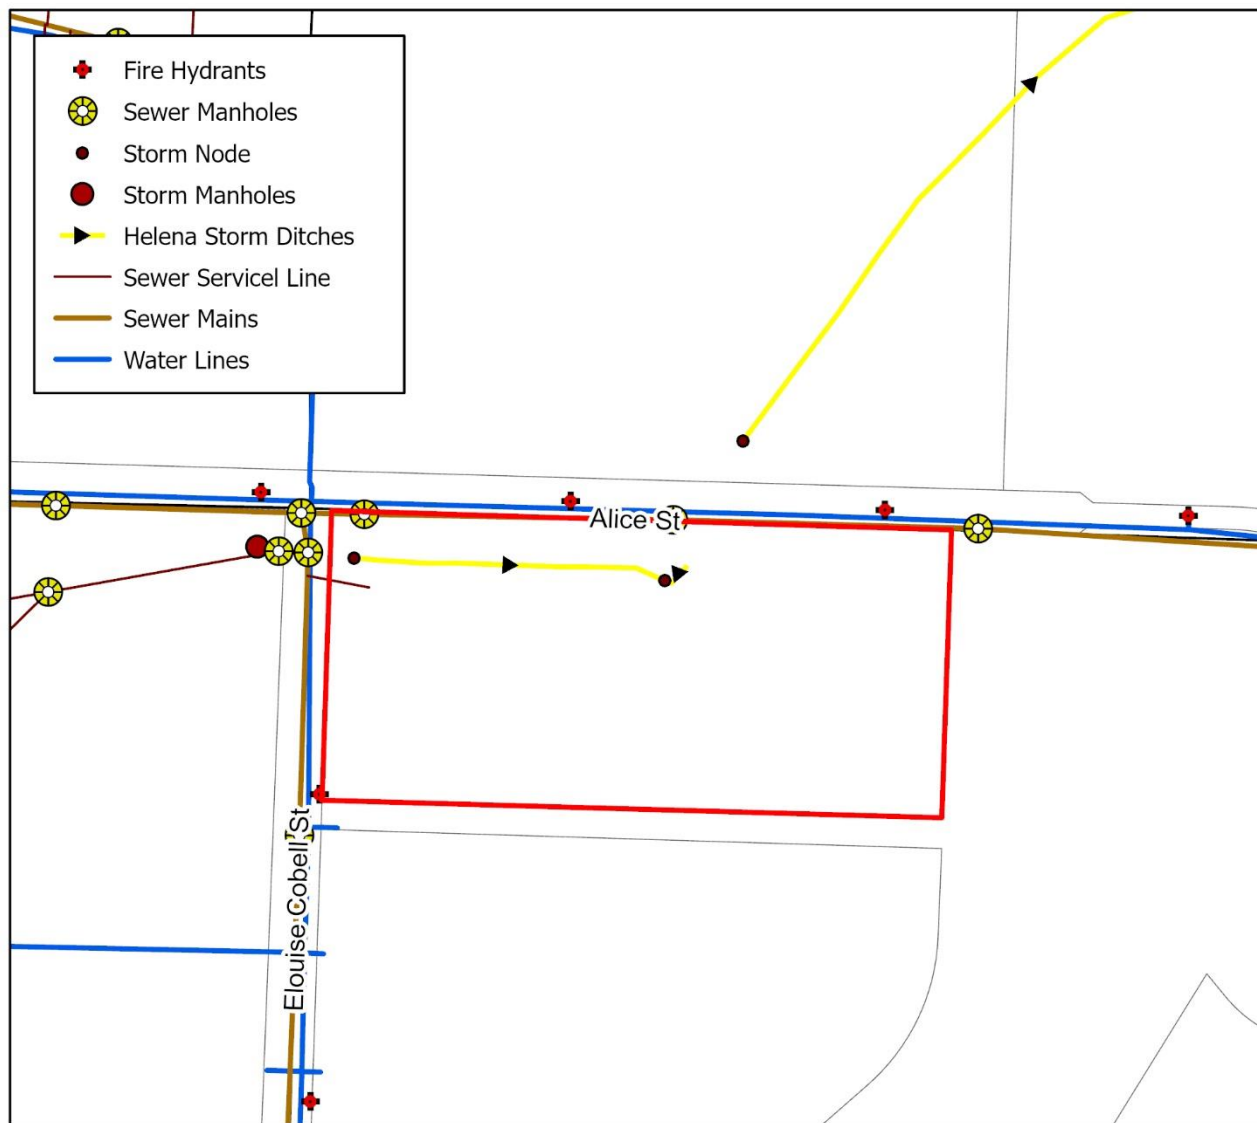 Fire Hydrants
Sewer Manholes
Storm Node
Storm Manholes
Helena Storm Ditches
Sewer Servicel Line
Sewer Mains
Water Lines
Alice St
Elouise Cobell St